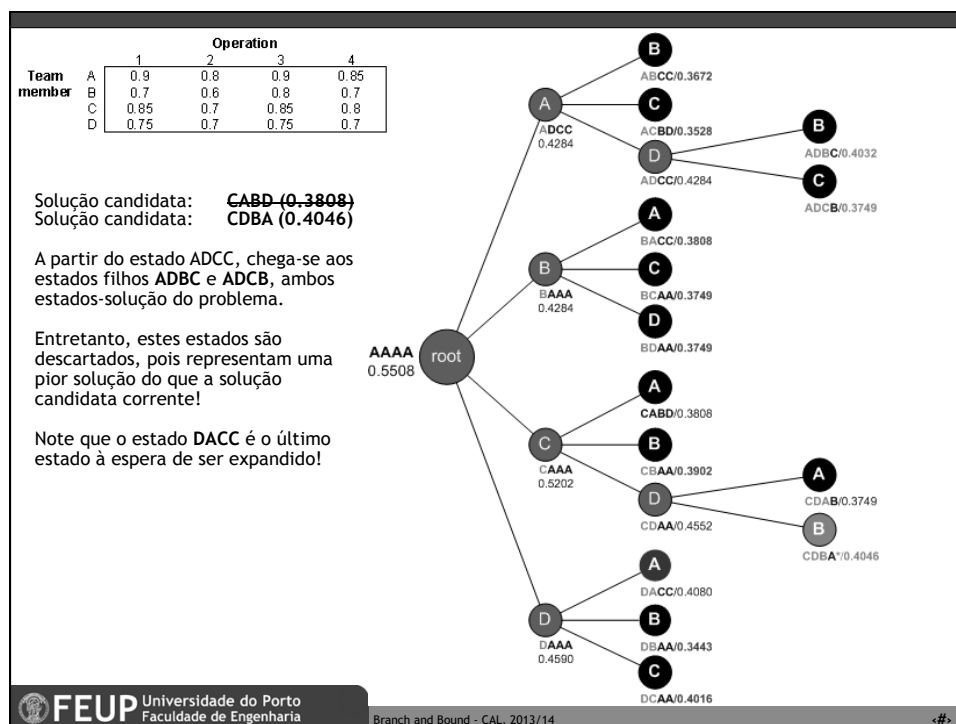 Operation
1 2 3 4
Team member
A 0.9 0.8 0.9 0.85
B 0.7 0.6 0.8 0.7
C 0.85 0.7 0.85 0.8
D 0.75 0.7 0.75 0.7
Solução candidata: CABD (0.3808)
Solução candidata: CDBA (0.4046)
A partir do estado ADCC, chega-se aos
estados filhos ADBC e ADCB, ambos
estados-solução do problema.
Entretanto, estes estados são
descartados, pois representam uma
pior solução do que a solução
candidata corrente!
Note que o estado DACC é o último
estado à espera de ser expandido!
AAAA
0.5508
root
A
ADCC
0.4284
B
ABCC/0.3672
C
ACBD/0.3528
D
ADCC/0.4284
B
ADBC/0.4032
C
ADCB/0.3749
B
BAAA
0.4284
A
BACC/0.3808
C
BCAA/0.3749
D
BDAA/0.3749
C
CAAA
0.5202
A
CABD/0.3808
B
CBAA/0.3902
D
CDAA/0.4552
A
CDAB/0.3749
B
CDBA*/0.4046
D
DAAA
0.4590
A
DACC/0.4080
B
DBAA/0.3443
C
DCAA/0.4016
FEUP Universidade do Porto
Faculdade de Engenharia
Branch and Bound - CAL, 2013/14
‹#›